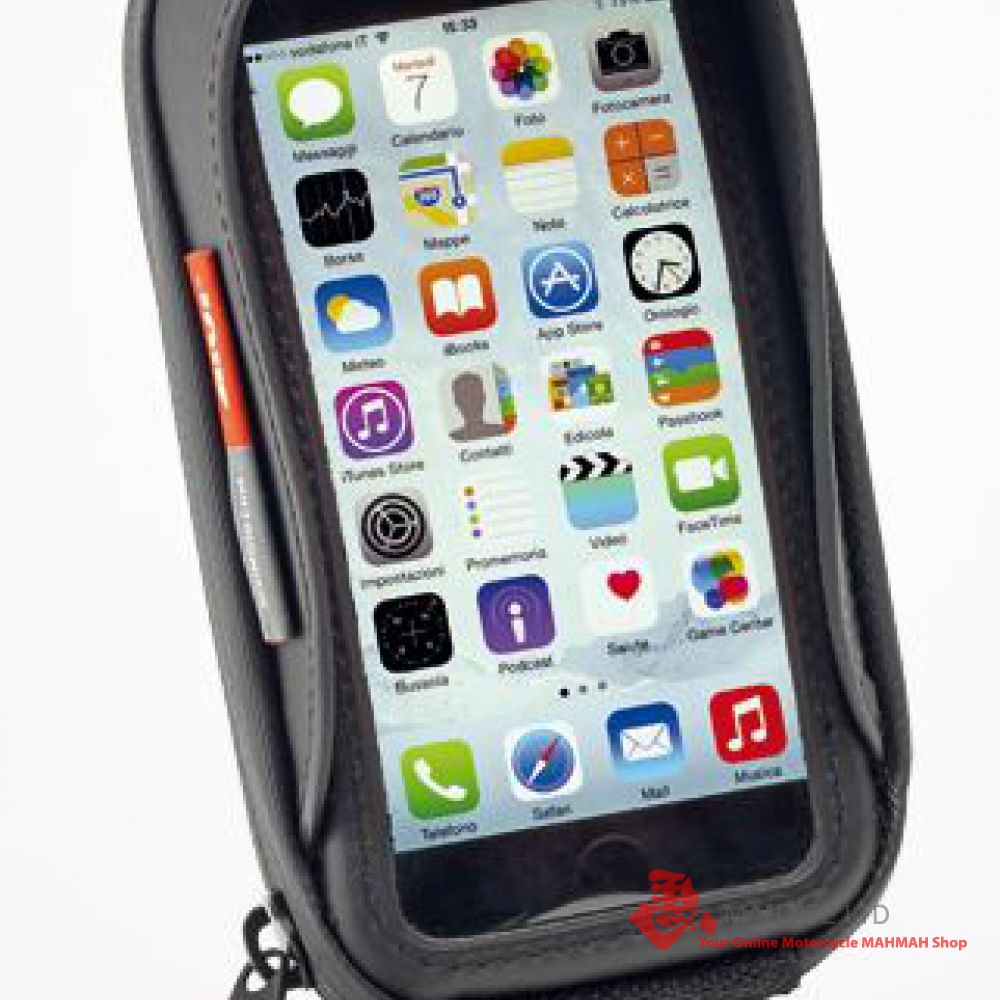 vodafone IT 16:33
Martedì
7
Messaggi Calendario Foto Fotocamera
Borsa Mappe Note Calcolatrice
Meteo iBooks App Store Orologio
iTunes Store Contatti Edicola Passbook
Impostazioni Promemoria Video FaceTime
Bussola Podcast Salute Game Center
Telefono Safari Mail Musica
Your Online Motorcycle MAHMAH Shop